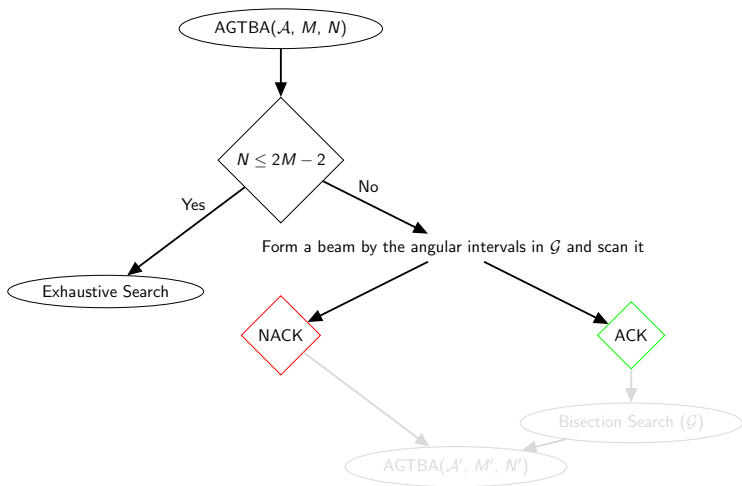 AGTBA(𝒜, M, N)
N ≤ 2M − 2
Yes
No
Form a beam by the angular intervals in 𝒢 and scan it
Exhaustive Search
NACK
ACK
Bisection Search (𝒢)
AGTBA(𝒜′, M′, N′)